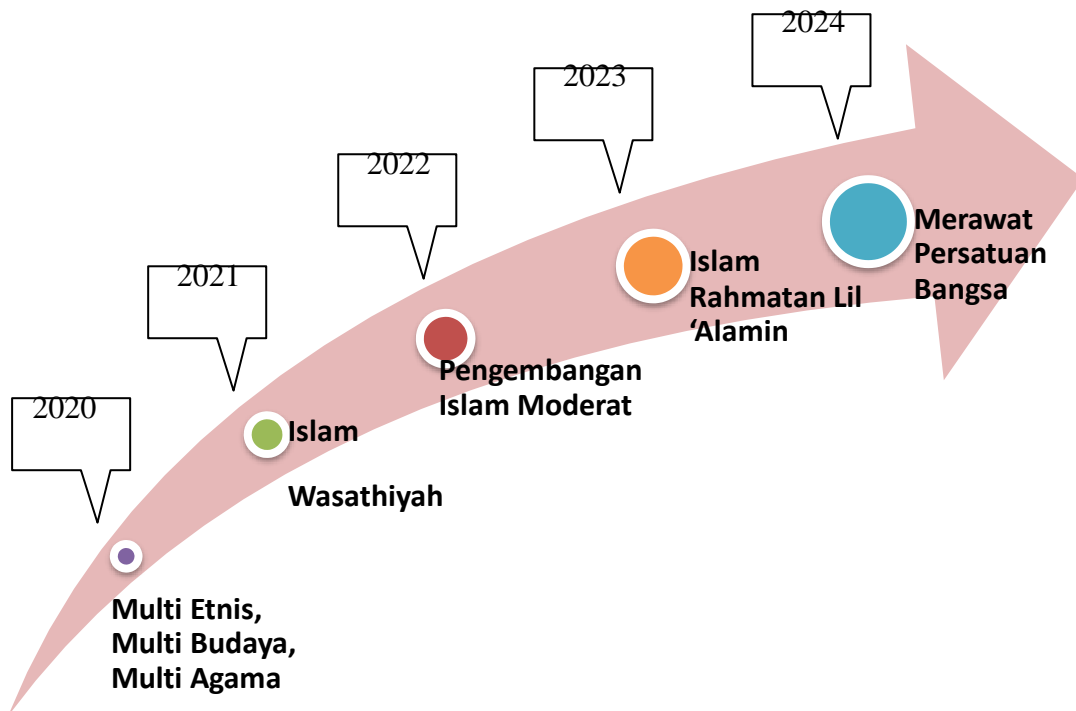 2020
Multi Etnis,
Multi Budaya,
Multi Agama
2021
Islam
Wasathiyah
2022
Pengembangan
Islam Moderat
2023
Islam
Rahmatan Lil
‘Alamin
2024
Merawat
Persatuan
Bangsa